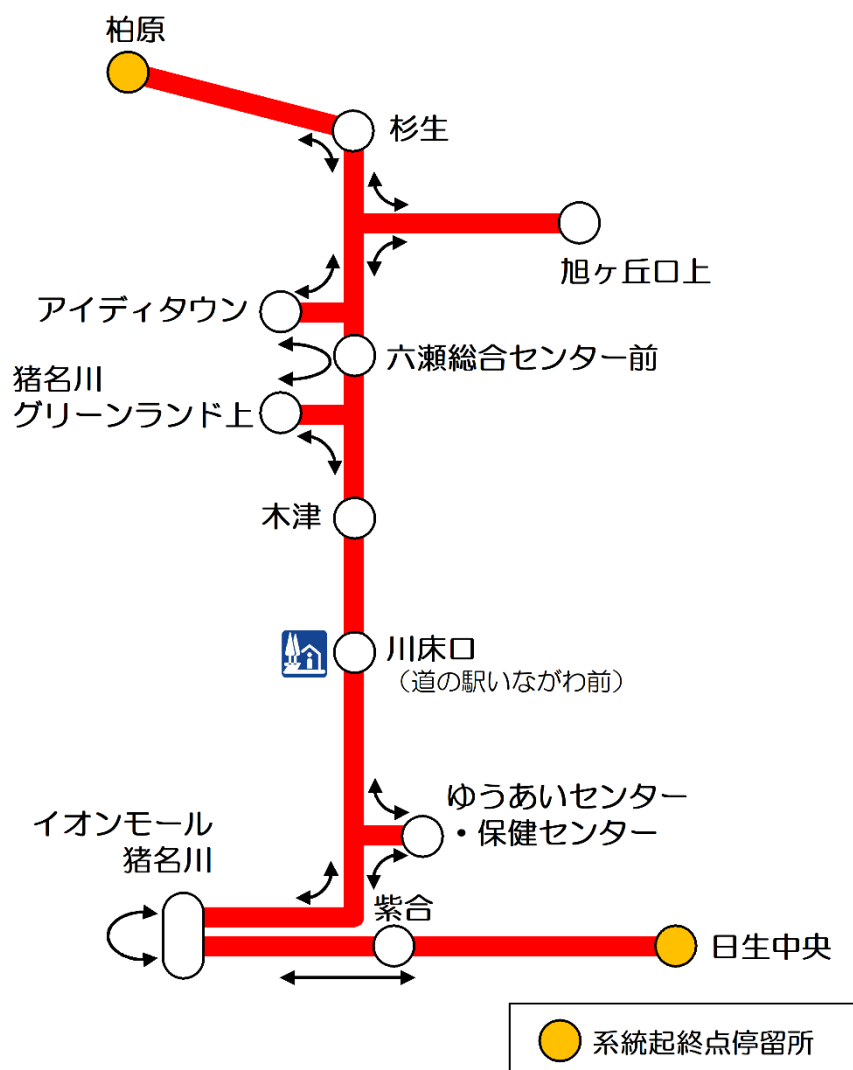 柏原
杉生
旭ヶ丘口上
アイディタウン
六瀬総合センター前
猪名川
グリーンランド上
木津
川床口
（道の駅いながわ前）
ゆうあいセンター
・保健センター
イオンモール
猪名川
紫合
日生中央
系統起終点停留所